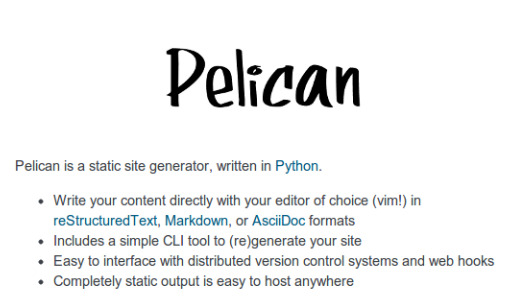 Pelican
Pelican is a static site generator, written in Python.
• Write your content directly with your editor of choice (vim!) in
reStructuredText, Markdown, or AsciiDoc formats
• Includes a simple CLI tool to (re)generate your site
• Easy to interface with distributed version control systems and web hooks
• Completely static output is easy to host anywhere